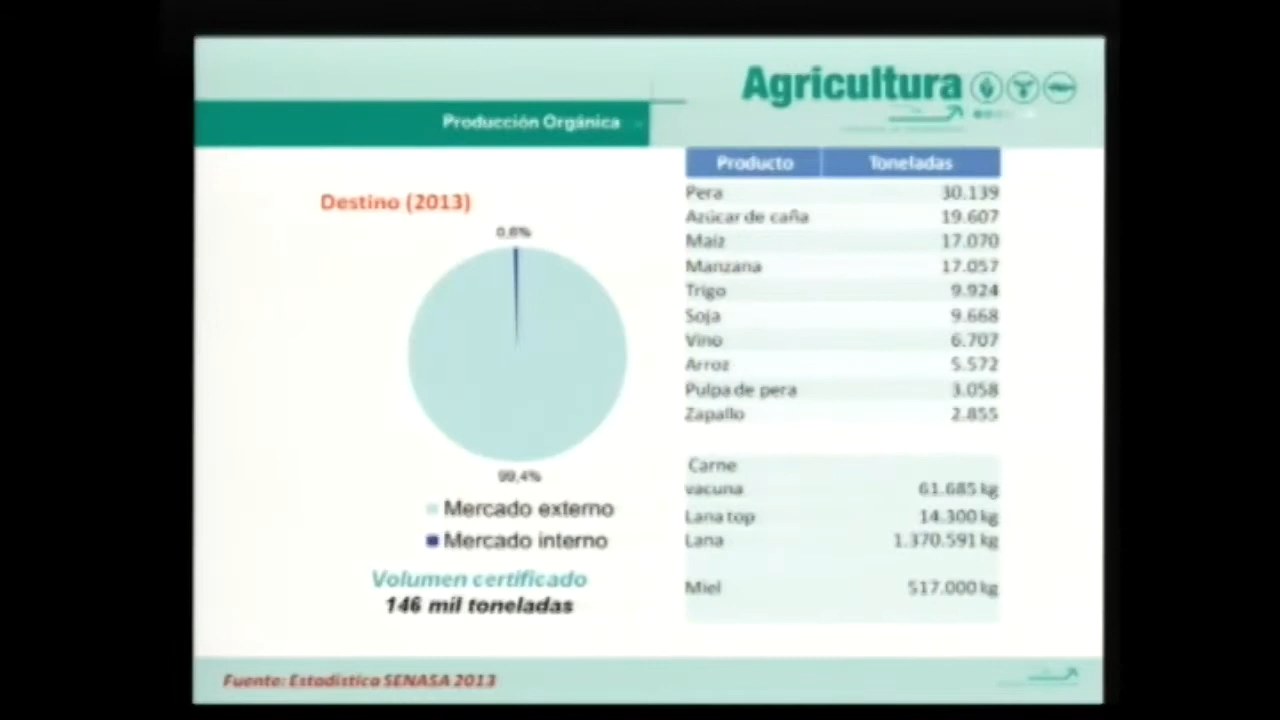 Agricultura
Producción Orgánica
Destino (2013)
0,6%
99,4%
Mercado externo
Mercado interno
Volumen certificado
146 mil toneladas
Producto Toneladas
Pera 30.139
Azúcar de caña 19.607
Maiz 17.070
Manzana 17.057
Trigo 9.924
Soja 9.668
Vino 6.707
Arroz 5.572
Pulpa de pera 3.058
Zapallo 2.855
Carne
vacuna 61.685 kg
Lana top 14.300 kg
Lana 1.370.591 kg
Miel 517.000 kg
Fuente: Estadística SENASA 2013